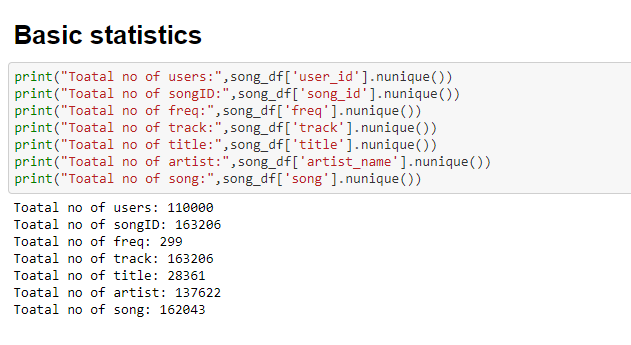 Basic statistics
print("Toatal no of users:",song_df['user_id'].nunique())
print("Toatal no of songID:",song_df['song_id'].nunique())
print("Toatal no of freq:",song_df['freq'].nunique())
print("Toatal no of track:",song_df['track'].nunique())
print("Toatal no of title:",song_df['title'].nunique())
print("Toatal no of artist:",song_df['artist_name'].nunique())
print("Toatal no of song:",song_df['song'].nunique())
Toatal no of users: 110000
Toatal no of songID: 163206
Toatal no of freq: 299
Toatal no of track: 163206
Toatal no of title: 28361
Toatal no of artist: 137622
Toatal no of song: 162043